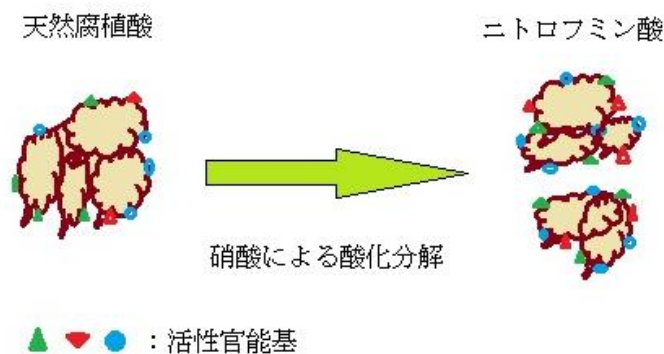 天然腐植酸
ニトロフミン酸
硝酸による酸化分解
：活性官能基